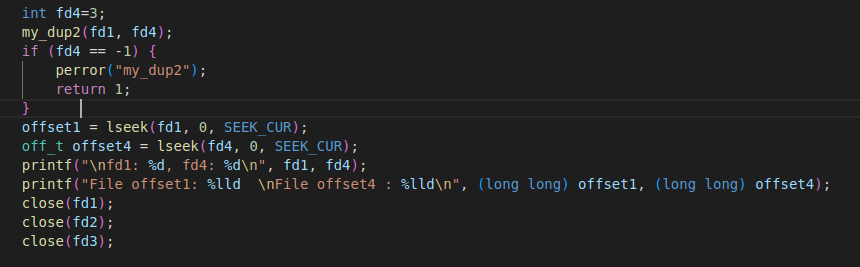 int fd4=3;
my_dup2(fd1, fd4);
if (fd4 == -1) {
    perror("my_dup2");
    return 1;
}
offset1 = lseek(fd1, 0, SEEK_CUR);
off_t offset4 = lseek(fd4, 0, SEEK_CUR);
printf("\nfd1: %d, fd4: %d\n", fd1, fd4);
printf("File offset1: %lld  \nFile offset4 : %lld\n", (long long) offset1, (long long) offset4);
close(fd1);
close(fd2);
close(fd3);